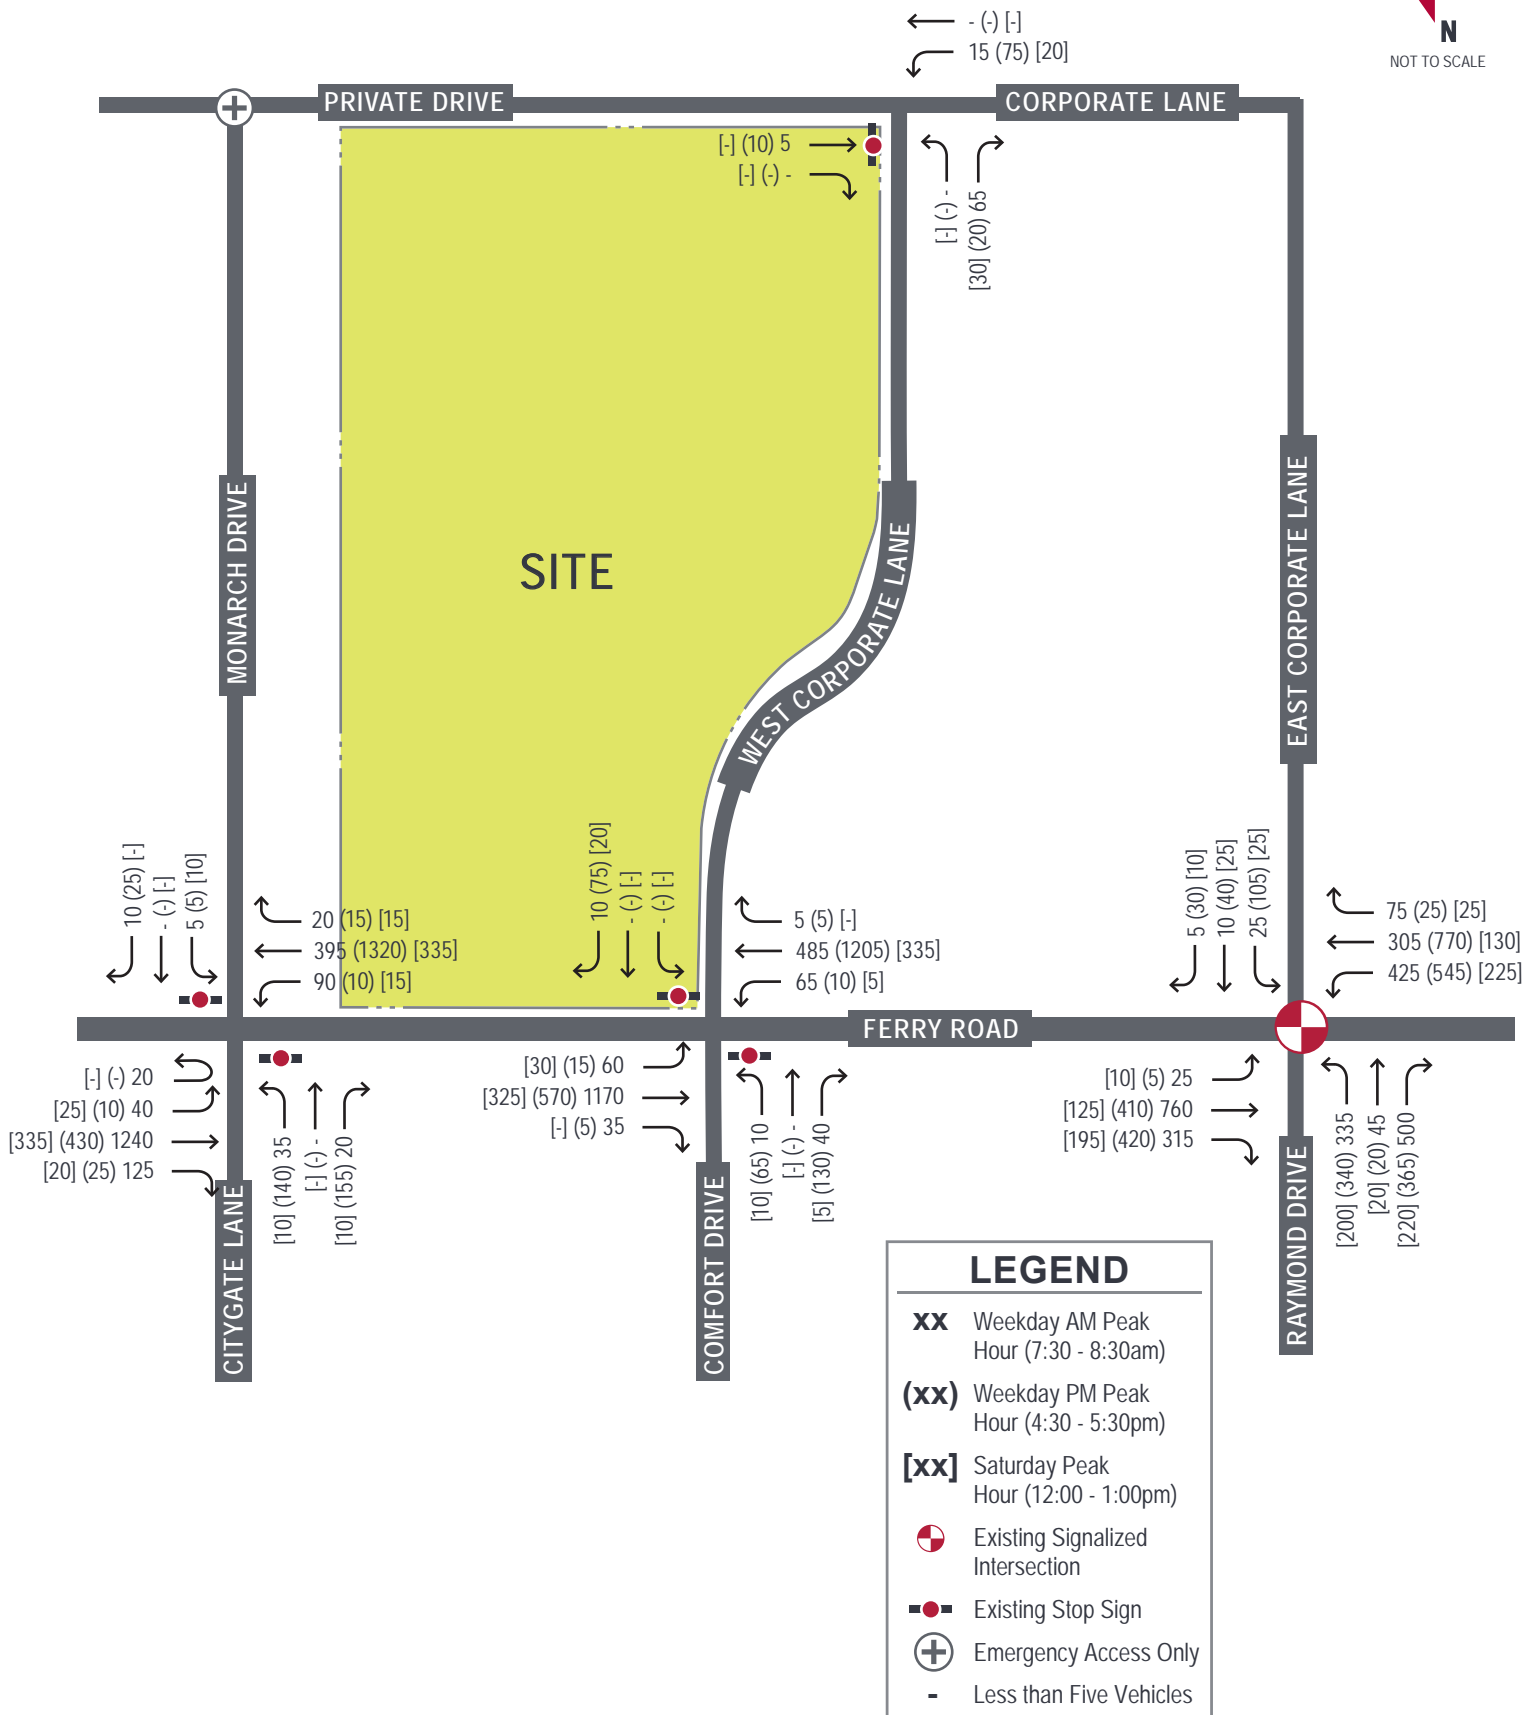 - (-) [-]
15 (75) [20]
N
NOT TO SCALE
PRIVATE DRIVE
CORPORATE LANE
[-] (10) 5
[-] (-) -
[-] (-) -
[30] (20) 65
MONARCH DRIVE
SITE
WEST CORPORATE LANE
EAST CORPORATE LANE
10 (25) [-]
- (-) [-]
5 (5) [10]
20 (15) [15]
395 (1320) [335]
90 (10) [15]
10 (75) [20]
- (-) [-]
- (-) [-]
5 (5) [-]
485 (1205) [335]
65 (10) [5]
5 (30) [10]
10 (40) [25]
25 (105) [25]
75 (25) [25]
305 (770) [130]
425 (545) [225]
FERRY ROAD
[-] (-) 20
[25] (10) 40
[335] (430) 1240
[20] (25) 125
[10] (140) 35
[-] (-) -
[10] (155) 20
[30] (15) 60
[325] (570) 1170
[-] (5) 35
[10] (65) 10
[-] (-) -
[5] (130) 40
[10] (5) 25
[125] (410) 760
[195] (420) 315
[200] (340) 335
[20] (20) 45
[220] (365) 500
CITYGATE LANE
COMFORT DRIVE
RAYMOND DRIVE
LEGEND
xx Weekday AM Peak
Hour (7:30 - 8:30am)
(xx) Weekday PM Peak
Hour (4:30 - 5:30pm)
[xx] Saturday Peak
Hour (12:00 - 1:00pm)
Existing Signalized
Intersection
Existing Stop Sign
Emergency Access Only
- Less than Five Vehicles